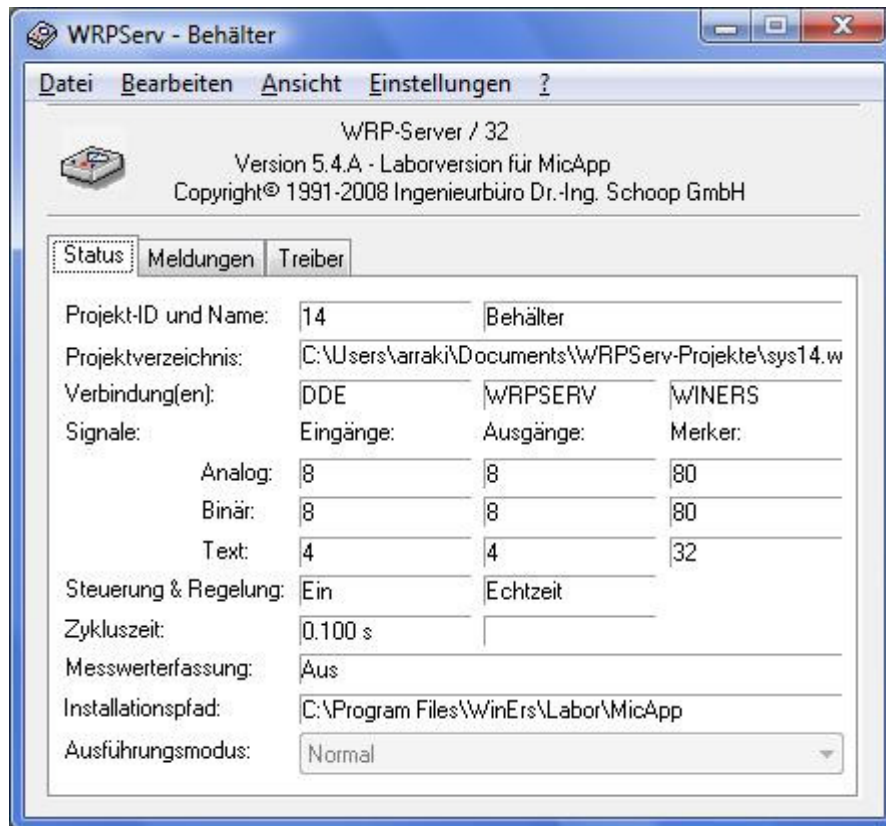 WRPServ - Behälter
Datei Bearbeiten Ansicht Einstellungen ?
WRP-Server / 32
Version 5.4.A - Laborversion für MicApp
Copyright© 1991-2008 Ingenieurbüro Dr.-Ing. Schoop GmbH
Status Meldungen Treiber
Projekt-ID und Name: 14 Behälter
Projektverzeichnis: C:\Users\arraki\Documents\WRPServ-Projekte\sys14.w
Verbindung(en): DDE WRPSERV WINERS
Signale: Eingänge: Ausgänge: Merker:
Analog: 8 8 80
Binär: 8 8 80
Text: 4 4 32
Steuerung & Regelung: Ein Echtzeit
Zykluszeit: 0.100 s
Messwerterfassung: Aus
Installationspfad: C:\Program Files\WinErs\Labor\MicApp
Ausführungsmodus: Normal